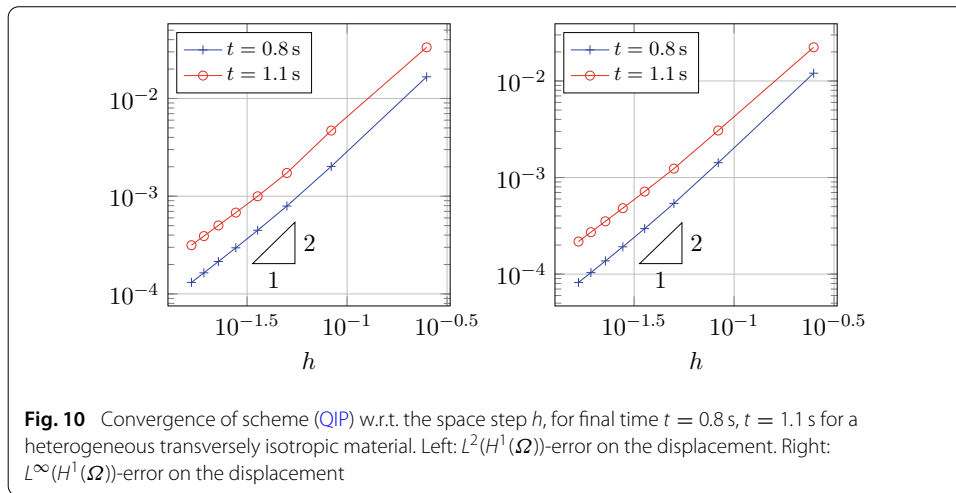 t = 0.8 s
t = 1.1 s
10⁻²
10⁻³
10⁻⁴
2
1
10⁻¹·⁵ 10⁻¹ 10⁻⁰·⁵
h
t = 0.8 s
t = 1.1 s
10⁻²
10⁻³
10⁻⁴
2
1
10⁻¹·⁵ 10⁻¹ 10⁻⁰·⁵
h
Fig. 10 Convergence of scheme (QIP) w.r.t. the space step h, for final time t = 0.8 s, t = 1.1 s for a
heterogeneous transversely isotropic material. Left: L²(H¹(Ω))-error on the displacement. Right:
L^∞(H¹(Ω))-error on the displacement